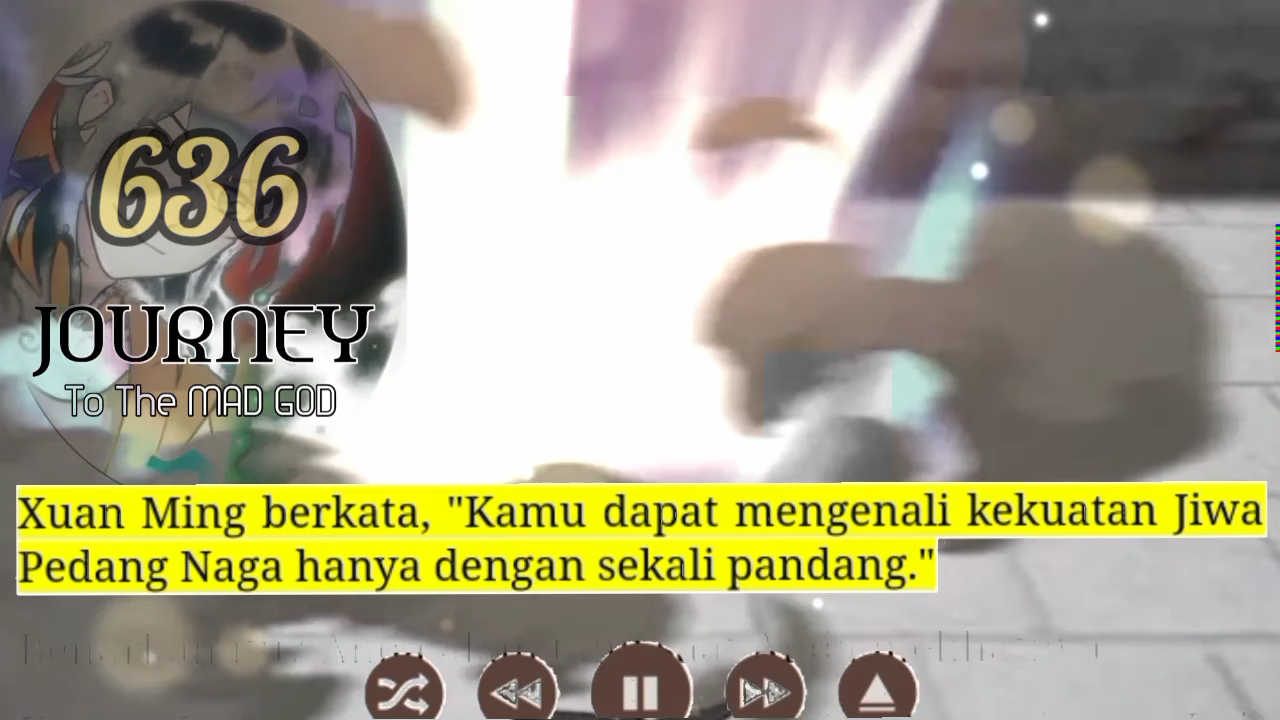 636
JOURNEY
To The MAD GOD
Xuan Ming berkata, "Kamu dapat mengenali kekuatan Jiwa
Pedang Naga hanya dengan sekali pandang."